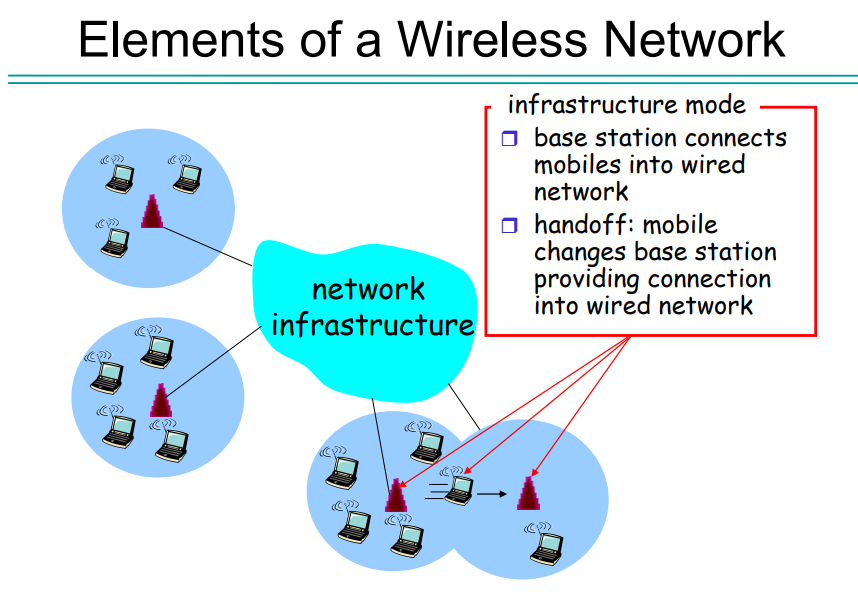 Elements of a Wireless Network
infrastructure mode
base station connects
mobiles into wired
network
handoff: mobile
changes base station
providing connection
into wired network
network
infrastructure